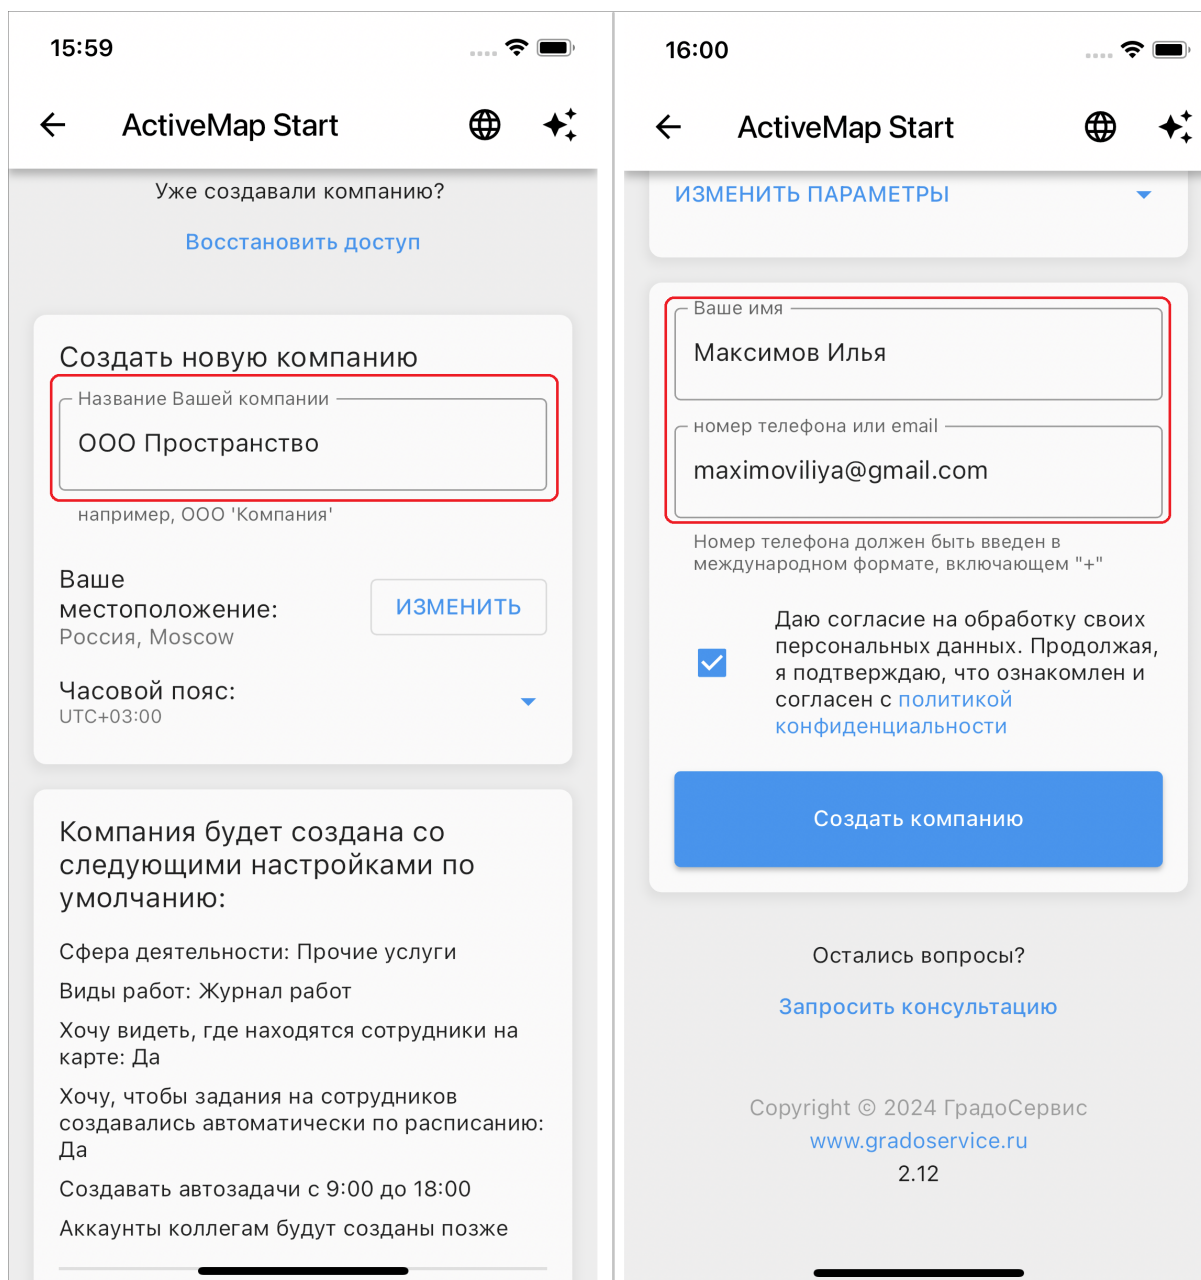 15:59
ActiveMap Start
Уже создавали компанию?
Восстановить доступ
Создать новую компанию
Название Вашей компании
ООО Пространство
например, ООО 'Компания'
Ваше
местоположение:
Россия, Moscow
ИЗМЕНИТЬ
Часовой пояс:
UTC+03:00
Компания будет создана со
следующими настройками по
умолчанию:
Сфера деятельности: Прочие услуги
Виды работ: Журнал работ
Хочу видеть, где находятся сотрудники на
карте: Да
Хочу, чтобы задания на сотрудников
создавались автоматически по расписанию:
Да
Создавать автозадачи с 9:00 до 18:00
Аккаунты коллегам будут созданы позже
16:00
ActiveMap Start
ИЗМЕНИТЬ ПАРАМЕТРЫ
Ваше имя
Максимов Илья
номер телефона или email
maximoviliya@gmail.com
Номер телефона должен быть введен в
международном формате, включающем "+"
Даю согласие на обработку своих
персональных данных. Продолжая,
я подтверждаю, что ознакомлен и
согласен с политикой
конфиденциальности
Создать компанию
Остались вопросы?
Запросить консультацию
Copyright © 2024 ГрадоСервис
www.gradoservice.ru
2.12